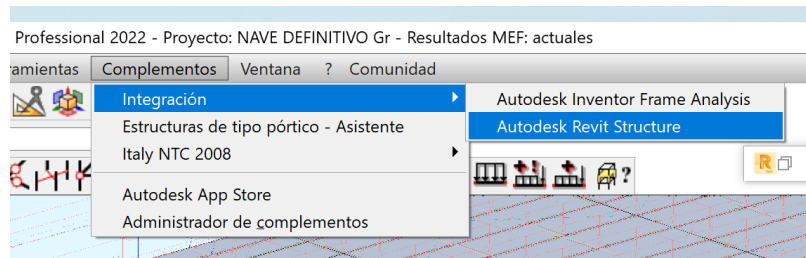 Professional 2022 - Proyecto: NAVE DEFINITIVO Gr - Resultados MEF: actuales
ramientas Complementos Ventana ? Comunidad
Integración Autodesk Inventor Frame Analysis
Estructuras de tipo pórtico - Asistente Autodesk Revit Structure
Italy NTC 2008
Autodesk App Store
Administrador de complementos